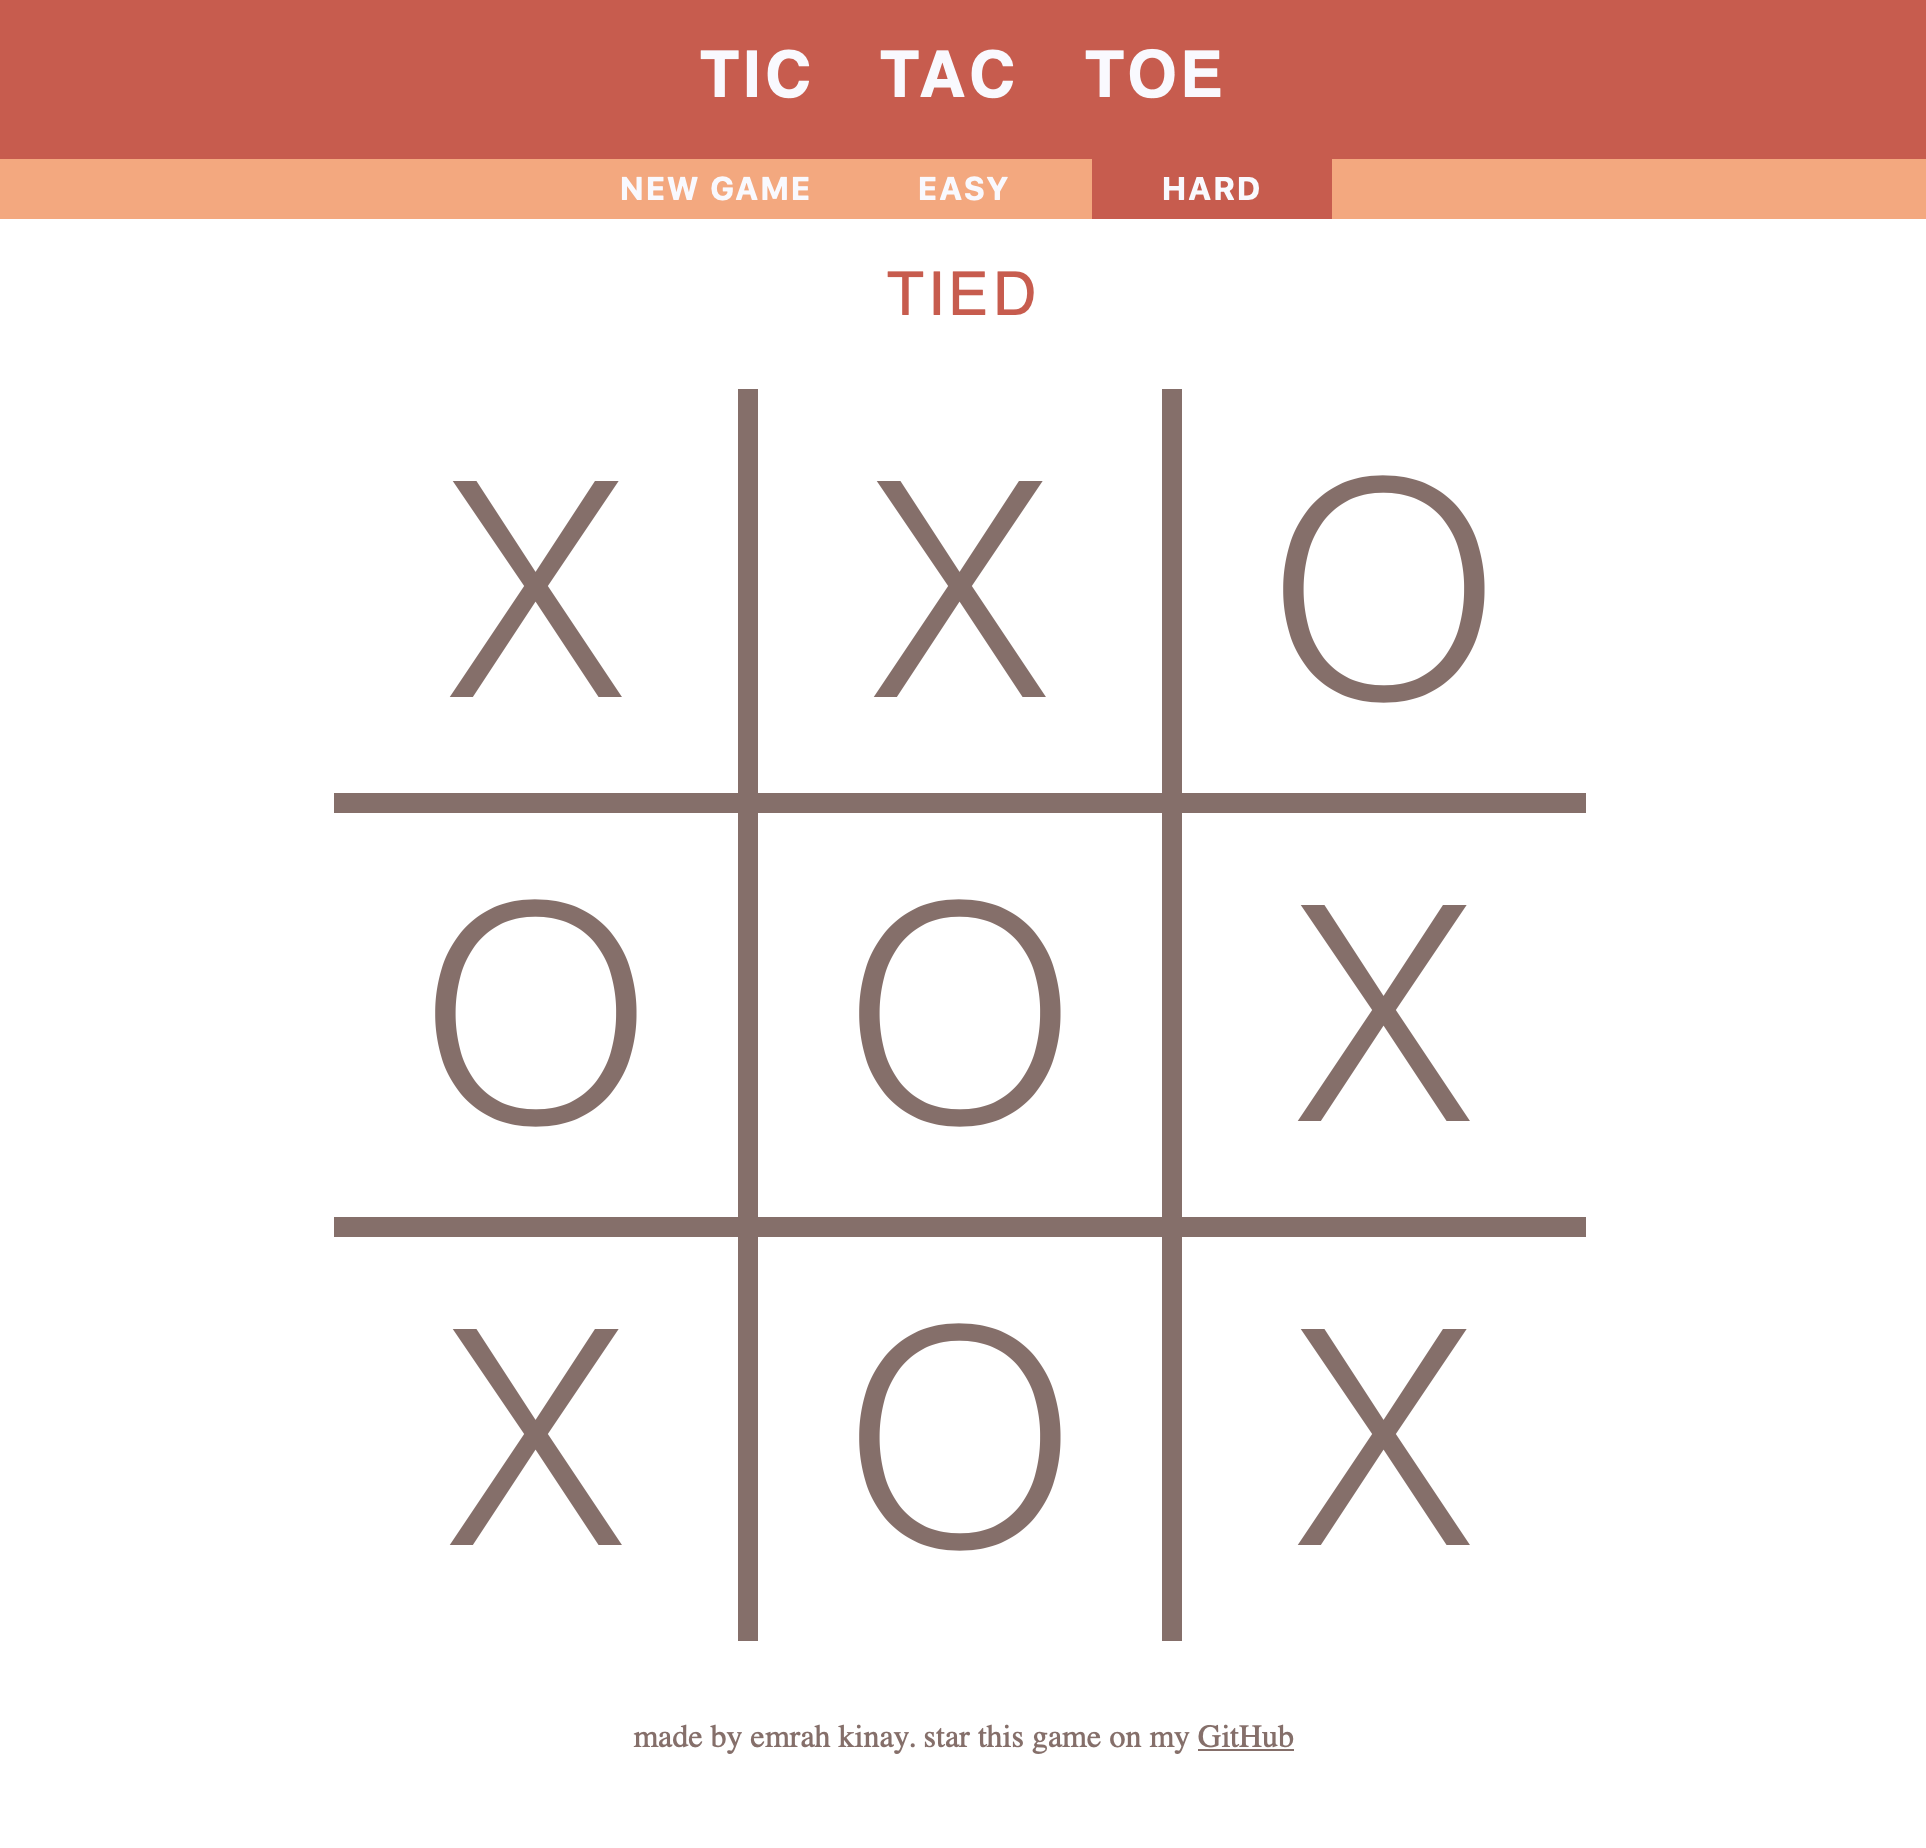 TIC TAC TOE
NEW GAME EASY HARD
TIED
X X O
O O X
X O X
made by emrah kinay. star this game on my GitHub